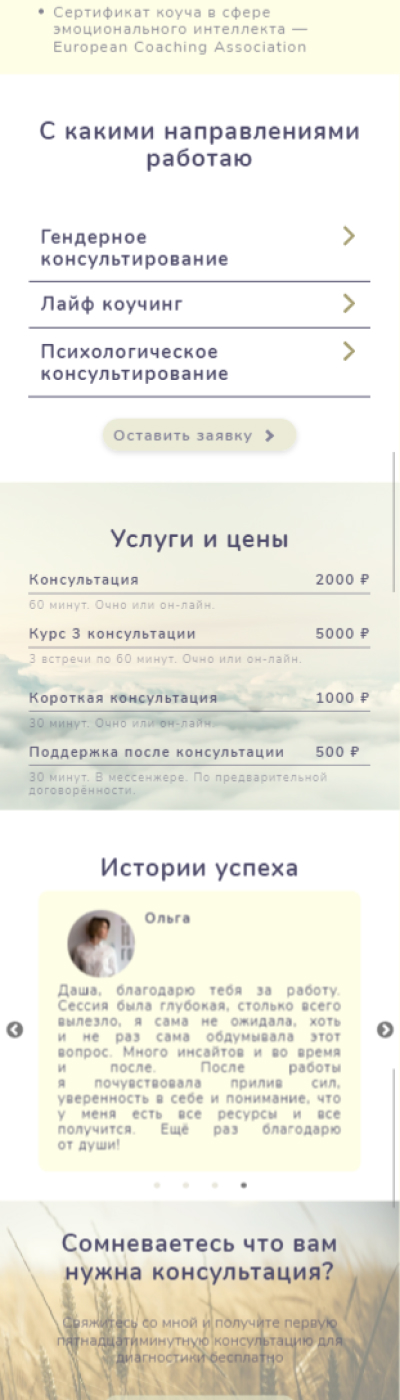 • Сертификат коуча в сфере
эмоционального интеллекта —
European Coaching Association
С какими направлениями
работаю
Гендерное
консультирование
Лайф коучинг
Психологическое
консультирование
Оставить заявку
Услуги и цены
Консультация 2000 ₽
60 минут. Очно или он-лайн.
Курс 3 консультации 5000 ₽
3 встречи по 60 минут. Очно или он-лайн.
Короткая консультация 1000 ₽
30 минут. Очно или он-лайн.
Поддержка после консультации 500 ₽
30 минут. В мессенжере. По предварительной
договорённости.
Истории успеха
Ольга
Даша, благодарю тебя за работу.
Сессия была глубокая, столько всего
вылезло, я сама не ожидала, хоть
и не раз сама обдумывала этот
вопрос. Много инсайтов и во время
и после. После работы
я почувствовала прилив сил,
уверенность в себе и понимание, что
у меня есть все ресурсы и все
получится. Ещё раз благодарю
от души!
Сомневаетесь что вам
нужна консультация?
Свяжитесь со мной и получите первую
пятнадцатиминутную консультацию для
диагностики бесплатно